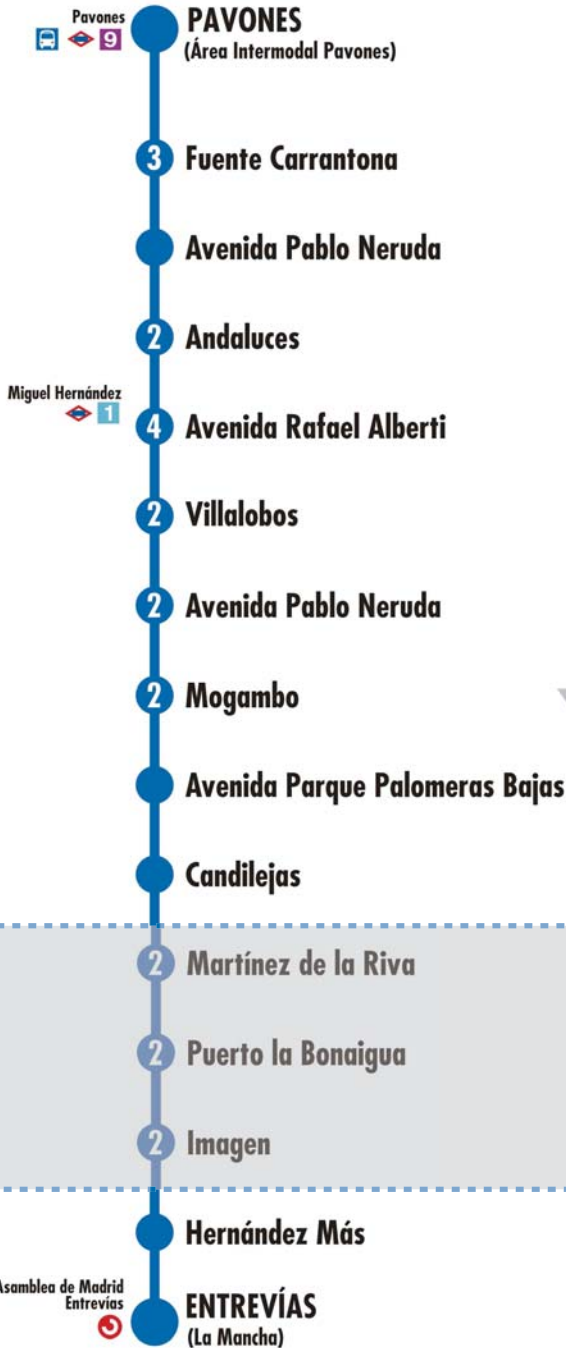 Pavones
9
PAVONES
(Área Intermodal Pavones)
3 Fuente Carrantona
Avenida Pablo Neruda
2 Andaluces
Miguel Hernández
1
4 Avenida Rafael Alberti
2 Villalobos
2 Avenida Pablo Neruda
2 Mogambo
Avenida Parque Palomeras Bajas
Candilejas
2 Martínez de la Riva
2 Puerto la Bonaigua
2 Imagen
Hernández Más
Asamblea de Madrid
Entrevías
ENTREVÍAS
(La Mancha)